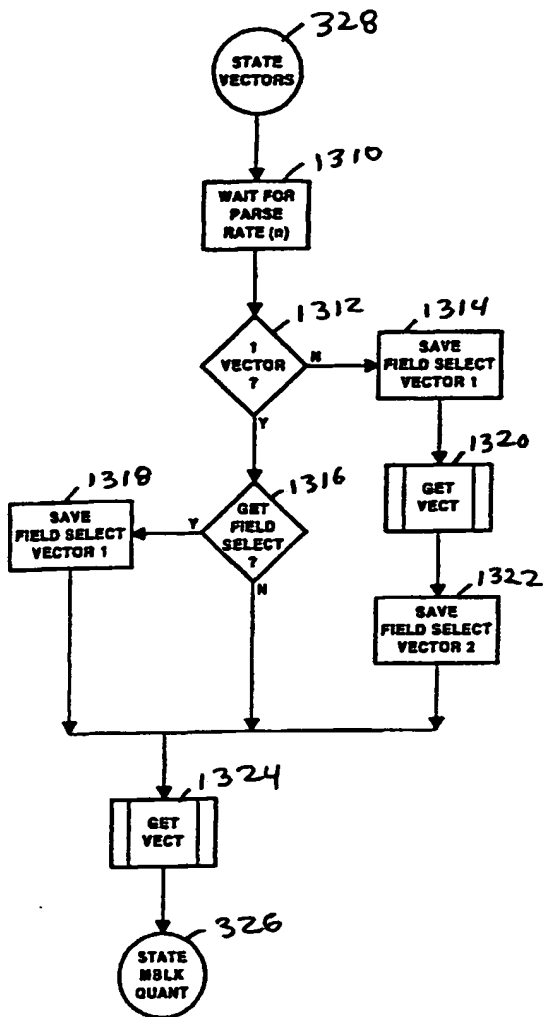 328
STATE
VECTORS
1310
WAIT FOR
PARSE
RATE (n)
1312
1
VECTOR
?
N
Y
1314
SAVE
FIELD SELECT
VECTOR 1
1320
GET
VECT
1316
GET
FIELD
SELECT
?
Y
N
1318
SAVE
FIELD SELECT
VECTOR 1
1322
SAVE
FIELD SELECT
VECTOR 2
1324
GET
VECT
326
STATE
MBLK
QUANT